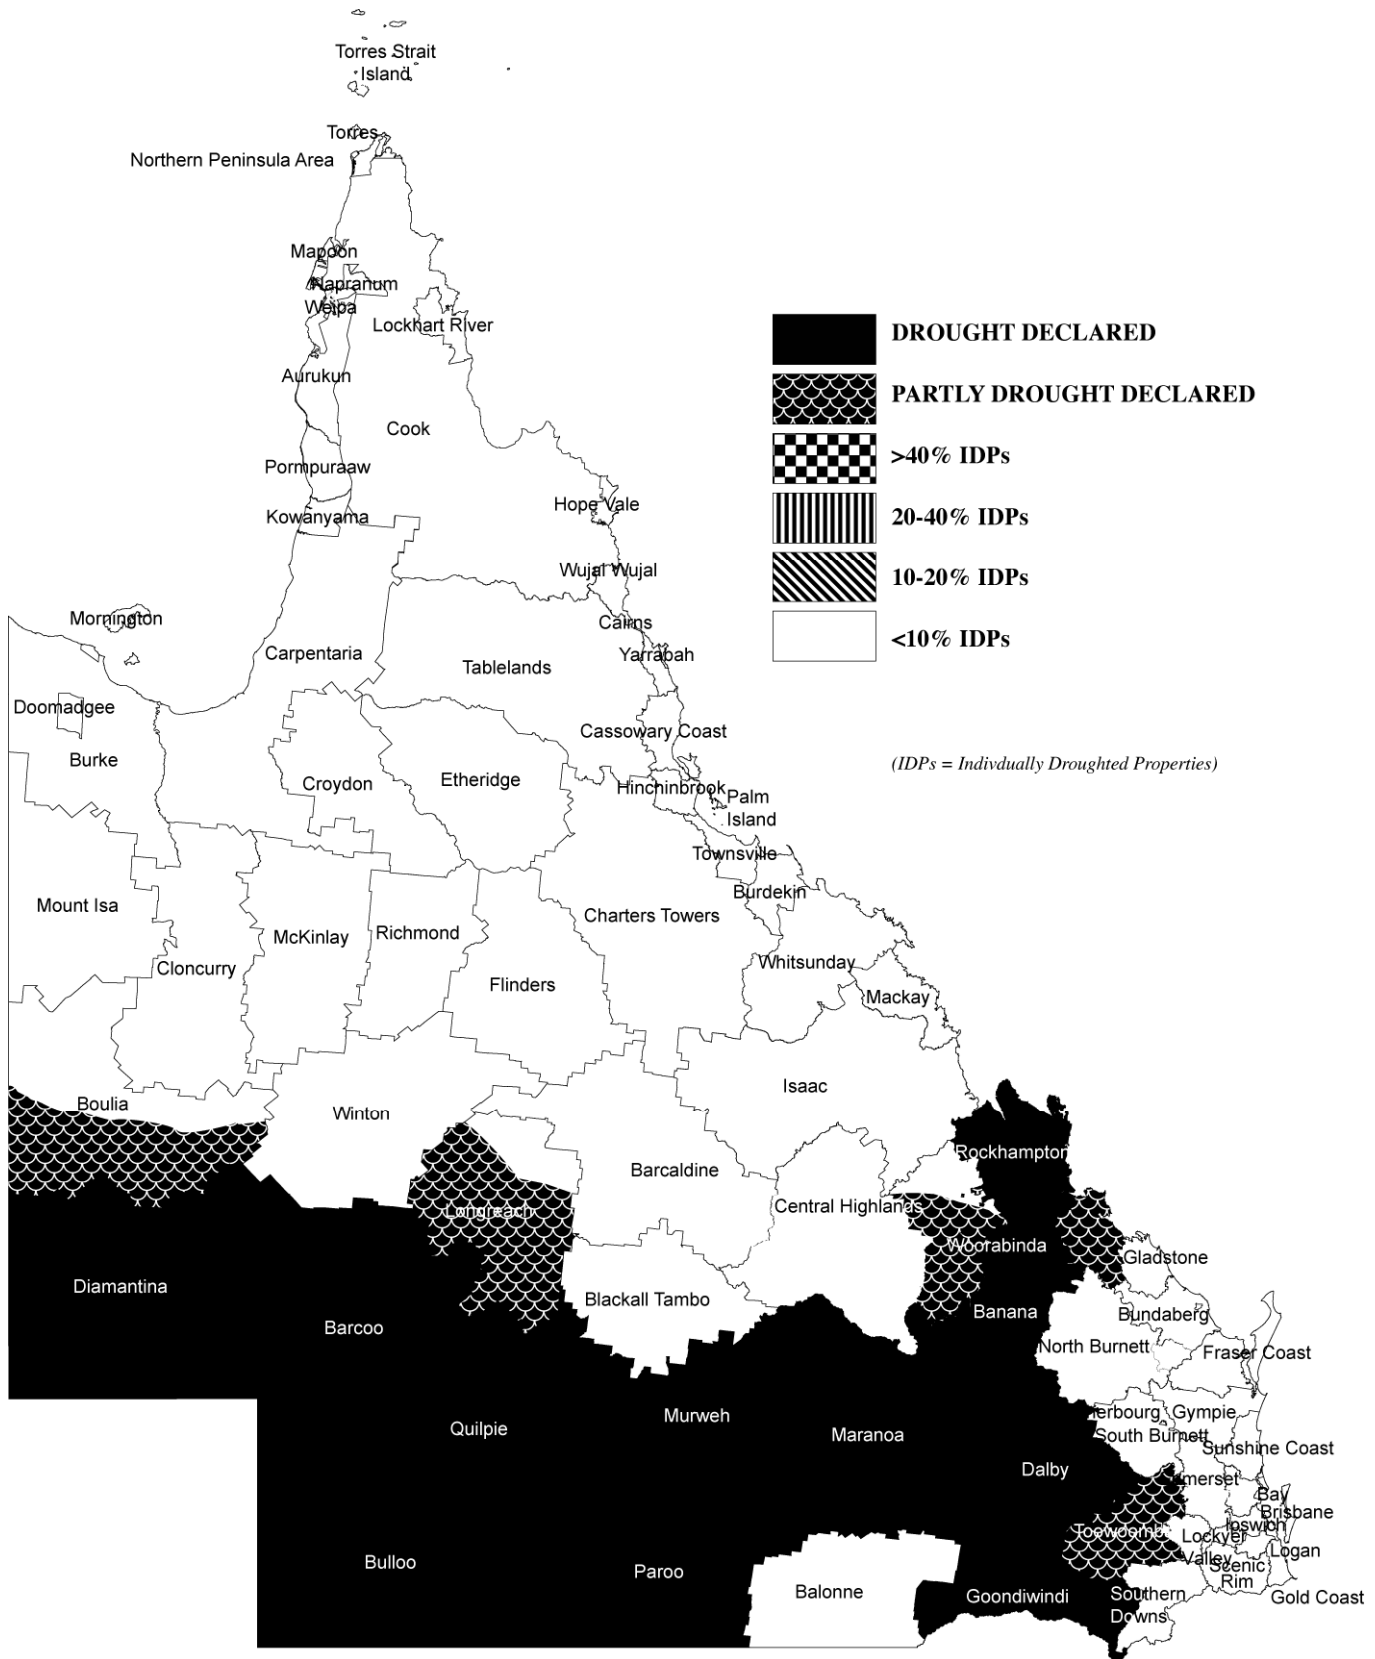 Torres Strait
Island
Torres
Northern Peninsula Area
Mapoon
Napranum
Weipa
Lockhart River
Aurukun
Cook
Pormpuraaw
Kowanyama
Hope Vale
Wujal Wujal
Mornington
Cairns
Yarrabah
Carpentaria
Tablelands
Doomadgee
Burke
Cassowary Coast
Croydon
Etheridge
Hinchinbrook
Palm
Island
Townsville
Burdekin
Mount Isa
Cloncurry
McKinlay
Richmond
Flinders
Charters Towers
Whitsunday
Mackay
Isaac
Boulia
Winton
Barcaldine
Rockhampton
Longreach
Central Highlands
Woorabinda
Gladstone
Diamantina
Barcoo
Blackall Tambo
Banana
Bundaberg
North Burnett
Fraser Coast
Quilpie
Murweh
Maranoa
erbourg
Gympie
South Burnett
Sunshine Coast
Dalby
merset
Bay
Brisbane
Toowoomba
Lockyer
Valley
Ipswich
Logan
Scenic
Rim
Gold Coast
Bulloo
Paroo
Balonne
Goondiwindi
Southern
Downs
DROUGHT DECLARED
PARTLY DROUGHT DECLARED
>40% IDPs
20-40% IDPs
10-20% IDPs
<10% IDPs
(IDPs = Indivdually Droughted Properties)